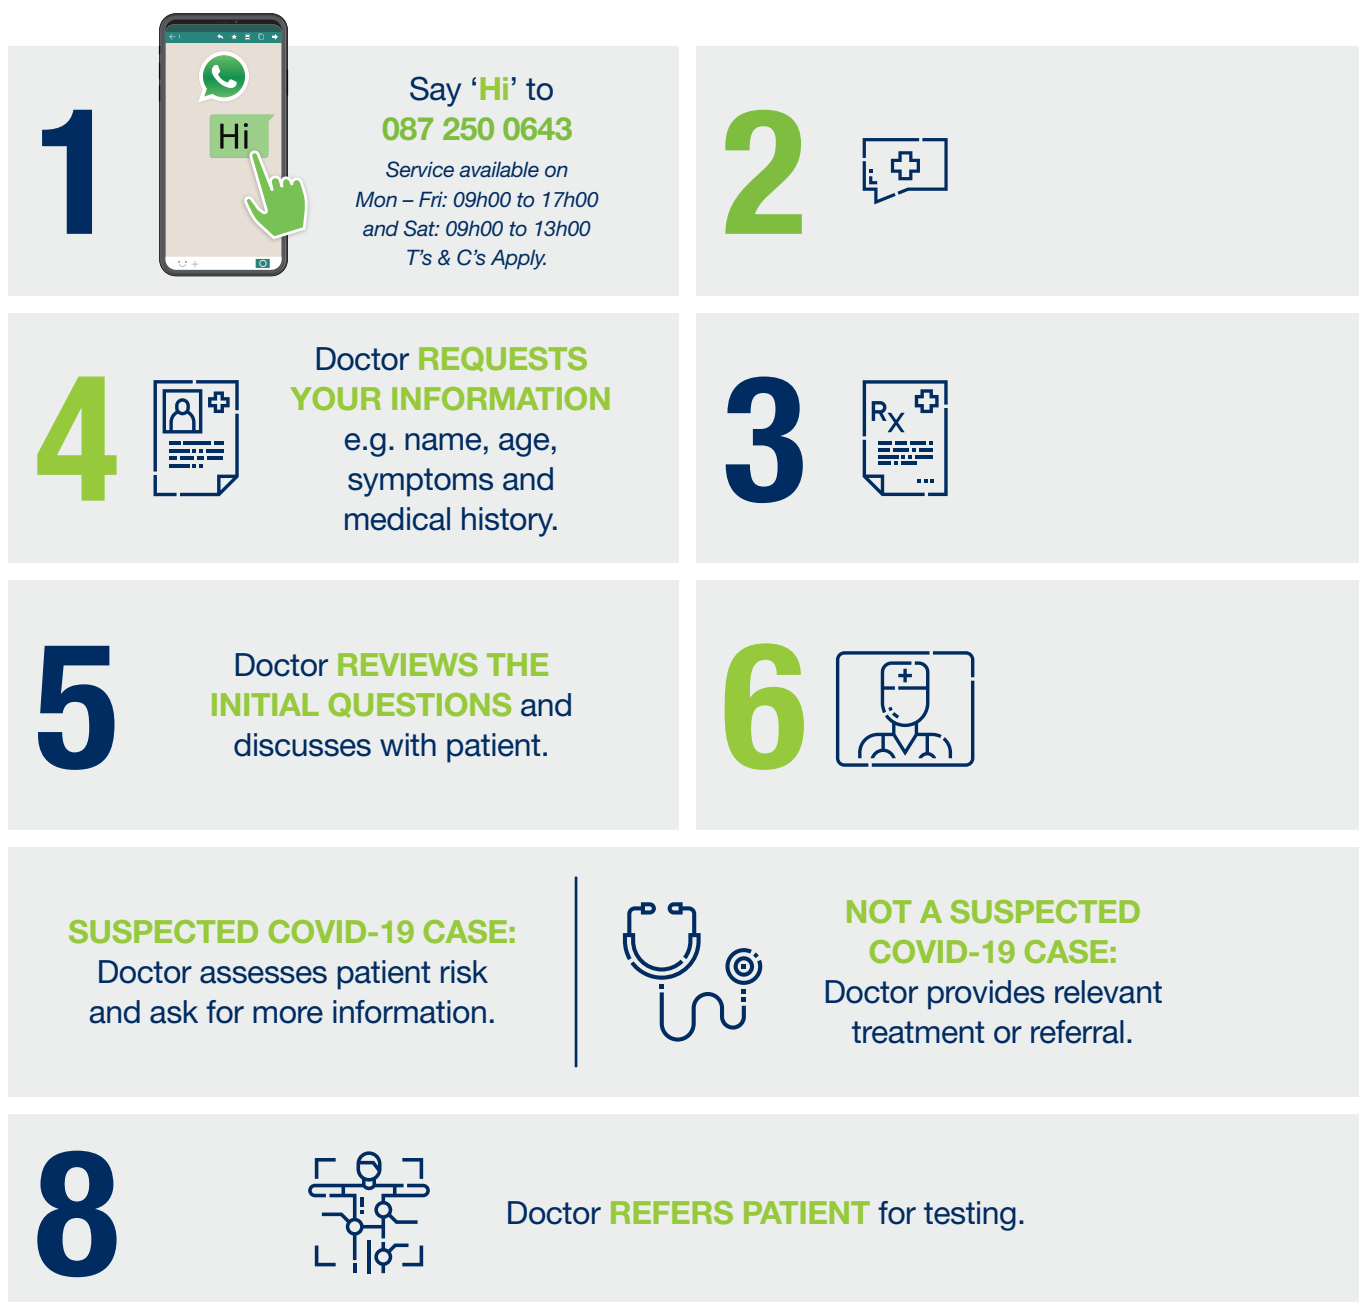 1
Hi
Say ‘Hi’ to
087 250 0643
Service available on
Mon – Fri: 09h00 to 17h00
and Sat: 09h00 to 13h00
T’s & C’s Apply.
2
4
Doctor REQUESTS
YOUR INFORMATION
e.g. name, age,
symptoms and
medical history.
3
RX
5
Doctor REVIEWS THE
INITIAL QUESTIONS and
discusses with patient.
6
SUSPECTED COVID-19 CASE:
Doctor assesses patient risk
and ask for more information.
NOT A SUSPECTED
COVID-19 CASE:
Doctor provides relevant
treatment or referral.
8
Doctor REFERS PATIENT for testing.